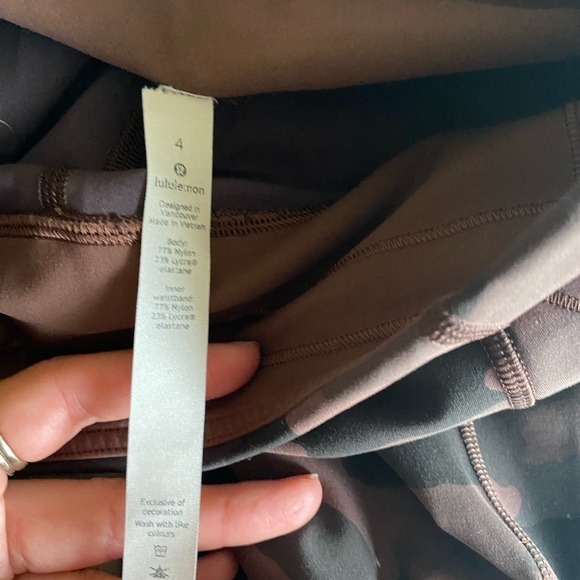 4
lululemon
Designed in
Vancouver
Made in Vietnam
Body:
77% Nylon
23% Lycra®
elastane
Inner
waistband:
77% Nylon
23% Lycra®
elastane
Exclusive of
decoration
Wash with like
colours